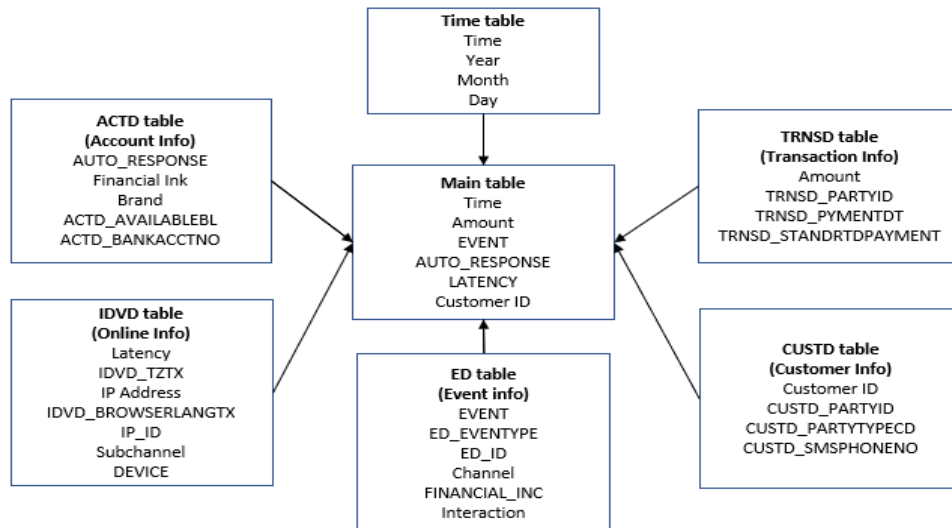 Time table
Time
Year
Month
Day
ACTD table
(Account Info)
AUTO_RESPONSE
Financial Ink
Brand
ACTD_AVAILABLEBL
ACTD_BANKACCTNO
Main table
Time
Amount
EVENT
AUTO_RESPONSE
LATENCY
Customer ID
TRNSD table
(Transaction Info)
Amount
TRNSD_PARTYID
TRNSD_PYMENTDT
TRNSD_STANDRTDPAYMENT
IDVD table
(Online Info)
Latency
IDVD_TZTX
IP Address
IDVD_BROWSERLANGTX
IP_ID
Subchannel
DEVICE
ED table
(Event info)
EVENT
ED_EVENTYPE
ED_ID
Channel
FINANCIAL_INC
Interaction
CUSTD table
(Customer Info)
Customer ID
CUSTD_PARTYID
CUSTD_PARTYTYPECD
CUSTD_SMSPHONENO